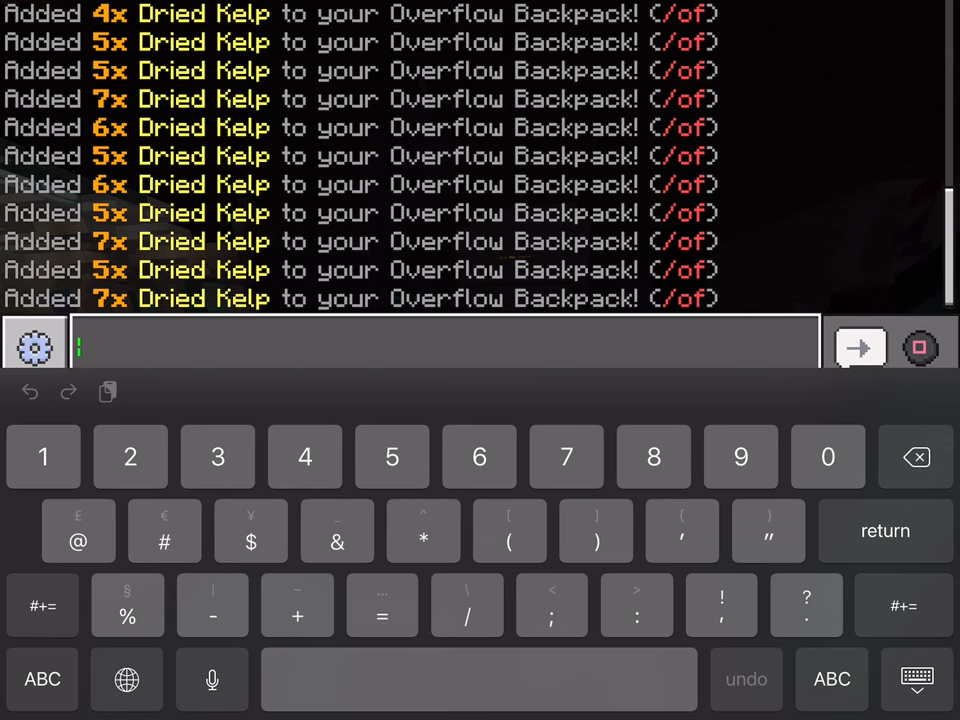 Added 4x Dried Kelp to your Overflow Backpack! (/of)
Added 5x Dried Kelp to your Overflow Backpack! (/of)
Added 5x Dried Kelp to your Overflow Backpack! (/of)
Added 7x Dried Kelp to your Overflow Backpack! (/of)
Added 6x Dried Kelp to your Overflow Backpack! (/of)
Added 5x Dried Kelp to your Overflow Backpack! (/of)
Added 6x Dried Kelp to your Overflow Backpack! (/of)
Added 5x Dried Kelp to your Overflow Backpack! (/of)
Added 7x Dried Kelp to your Overflow Backpack! (/of)
Added 5x Dried Kelp to your Overflow Backpack! (/of)
Added 7x Dried Kelp to your Overflow Backpack! (/of)
1 2 3 4 5 6 7 8 9 0
£ € ¥ _ ^ [ ] { }
@ # $ & * ( ) ' " return
§ | ~ … \ < > ! ?
#+= % - + = / ; : , . #+=
ABC undo ABC